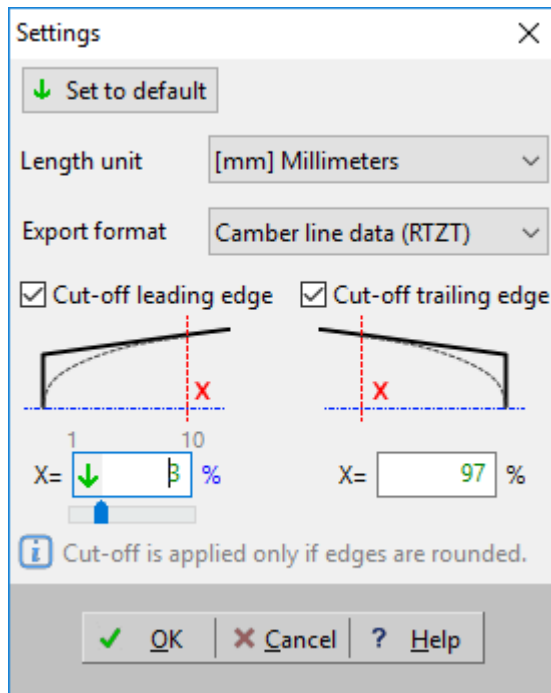 Settings
Set to default
Length unit [mm] Millimeters
Export format Camber line data (RTZT)
Cut-off leading edge Cut-off trailing edge
X X
1 10
X= 3 % X= 97 %
i Cut-off is applied only if edges are rounded.
OK Cancel ? Help